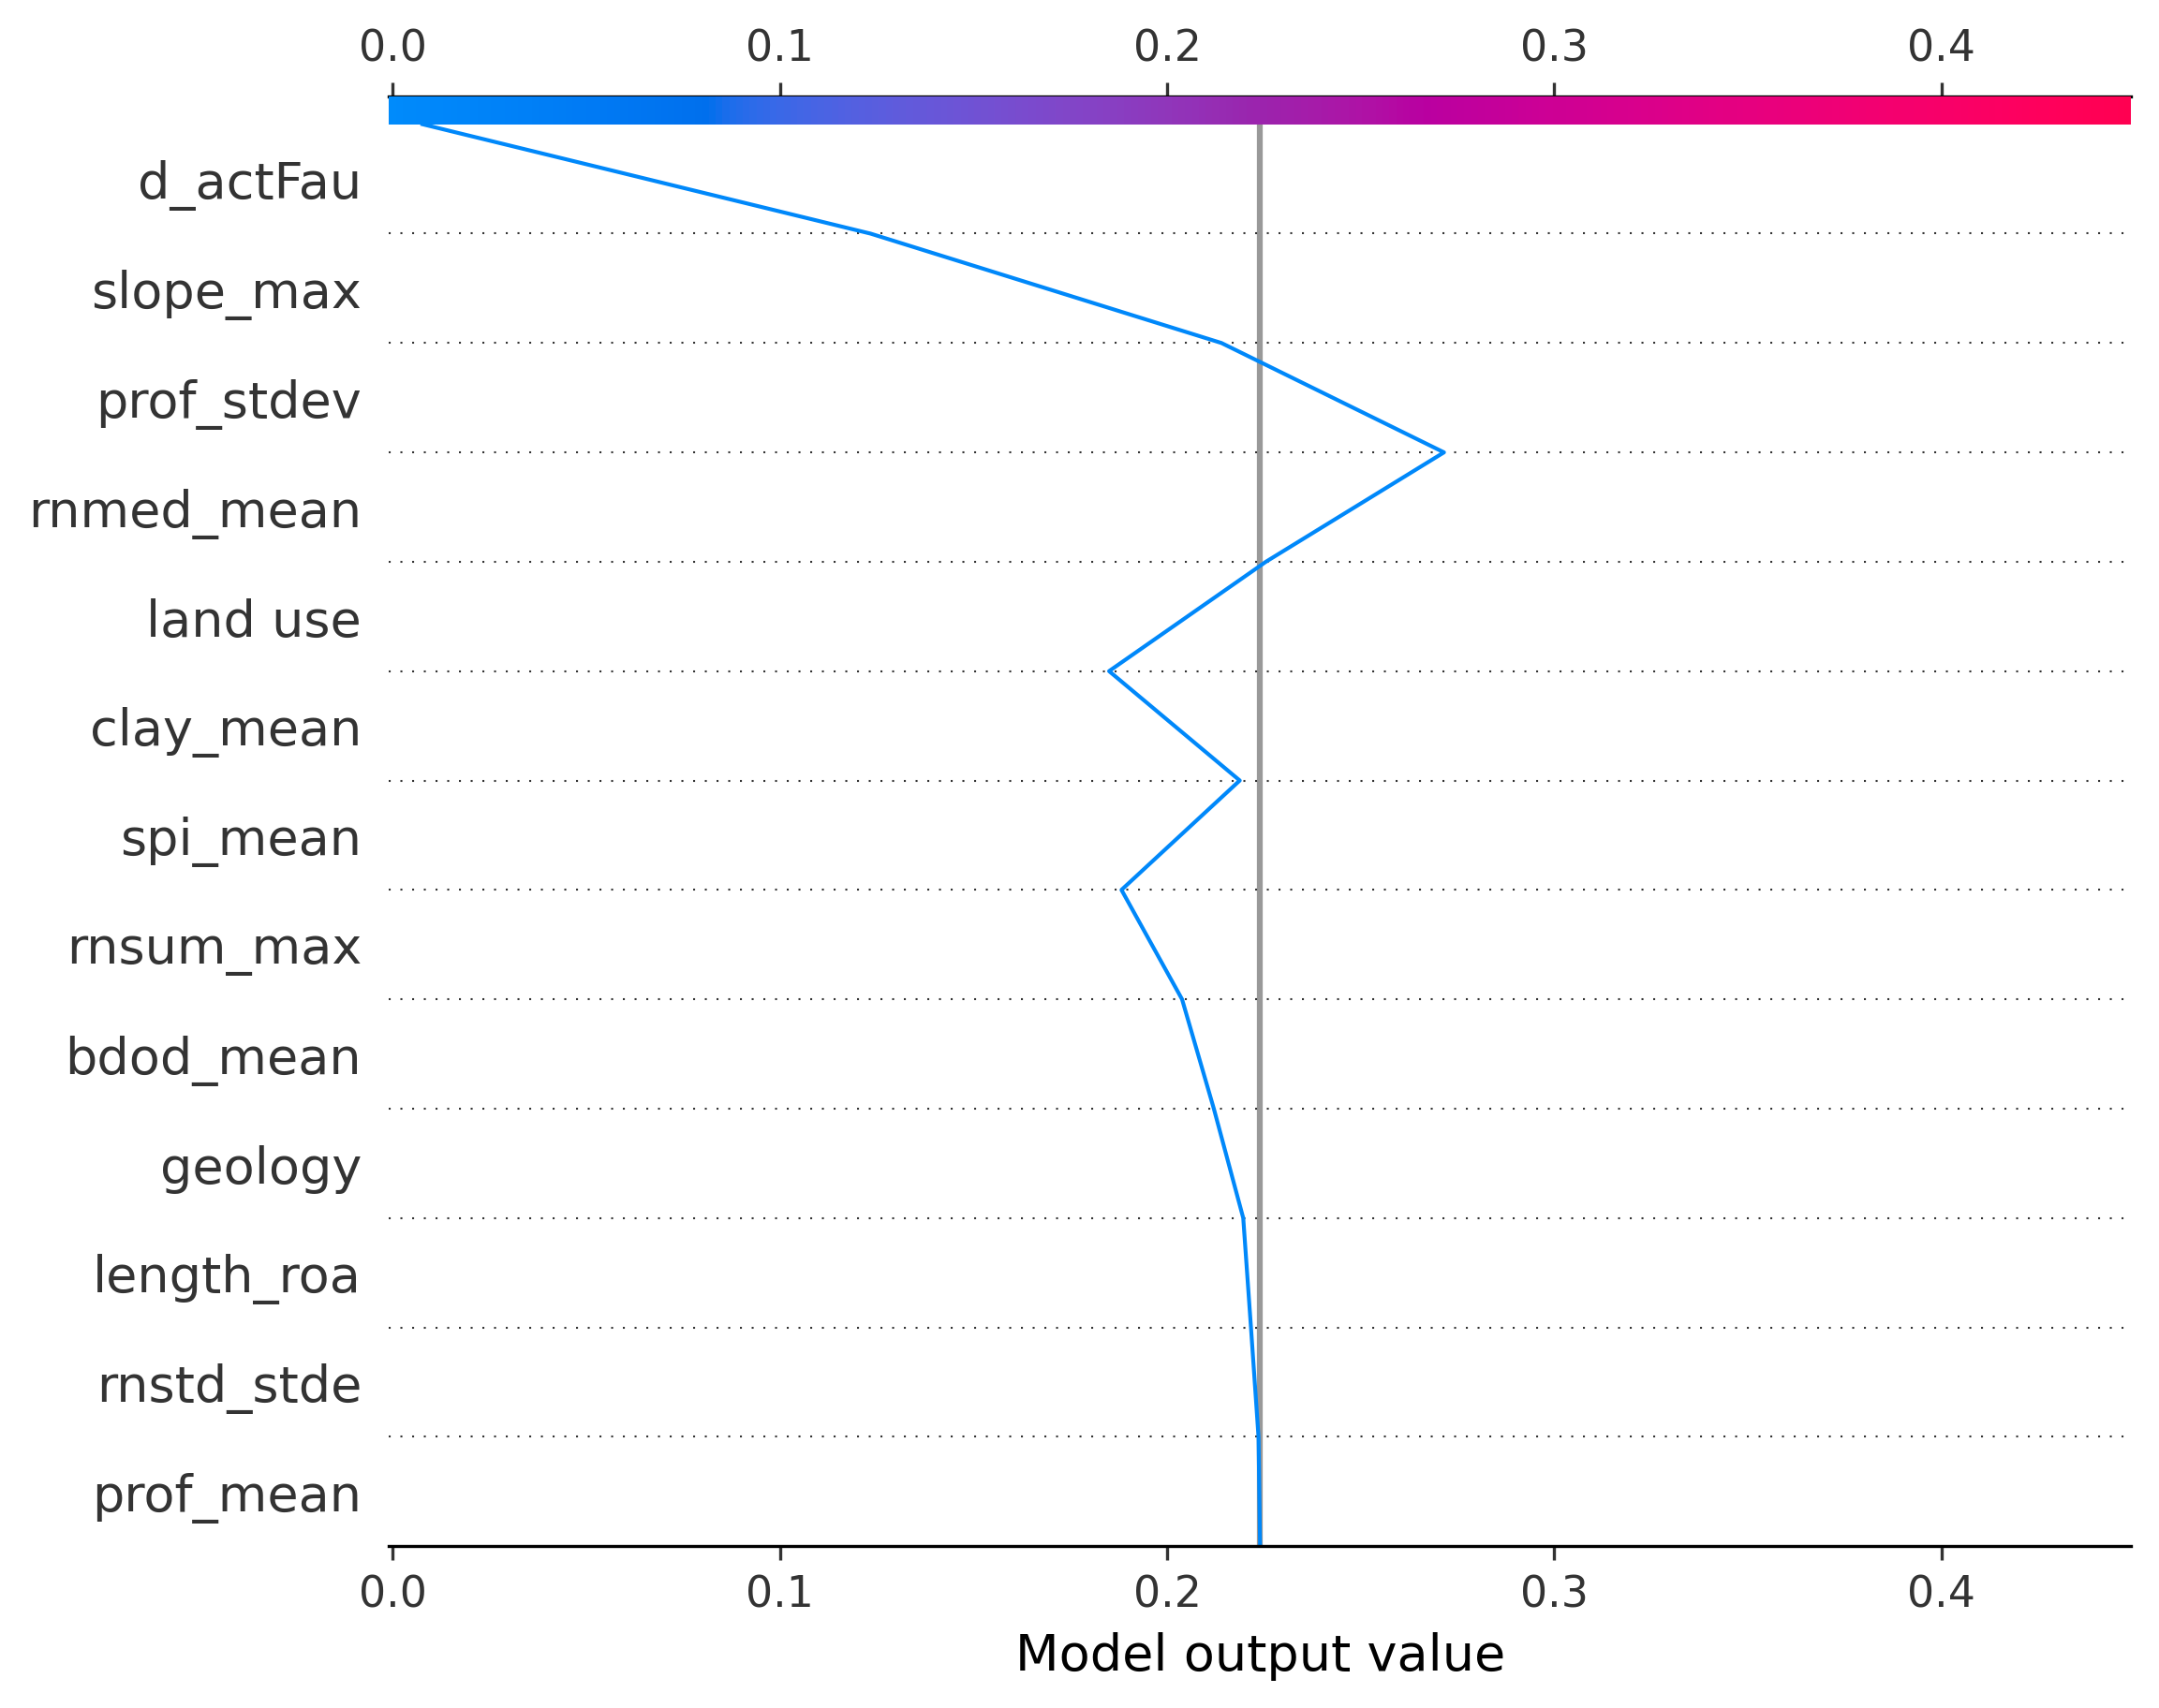 0.0 0.1 0.2 0.3 0.4
d_actFau
slope_max
prof_stdev
rnmed_mean
land use
clay_mean
spi_mean
rnsum_max
bdod_mean
geology
length_roa
rnstd_stde
prof_mean
0.0 0.1 0.2 0.3 0.4
Model output value